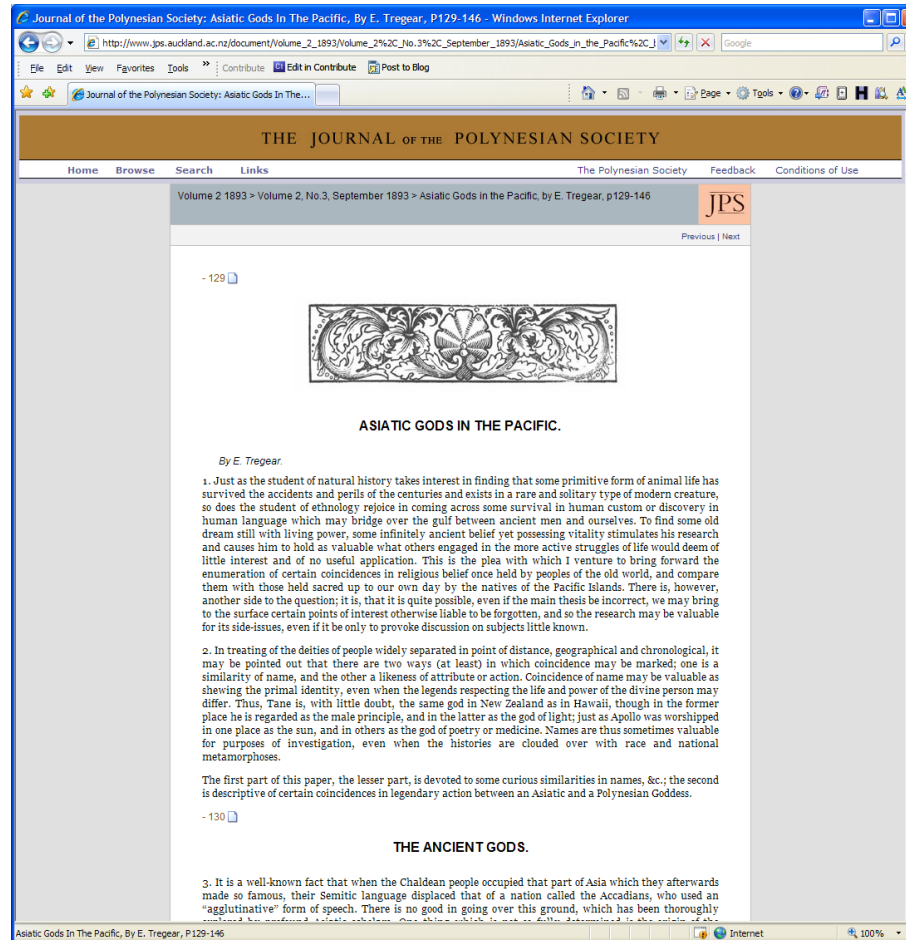 Journal of the Polynesian Society: Asiatic Gods In The Pacific, By E. Tregear, P129-146 - Windows Internet Explorer
http://www.jps.auckland.ac.nz/document/Volume_2_1893/Volume_2%2C_No.3%2C_September_1893/Asiatic_Gods_in_the_Pacific%2C_
Google
File Edit View Favorites Tools » Contribute Edit in Contribute Post to Blog
Journal of the Polynesian Society: Asiatic Gods In The...
Page Tools
THE JOURNAL OF THE POLYNESIAN SOCIETY
Home Browse Search Links The Polynesian Society Feedback Conditions of Use
Volume 2 1893 > Volume 2, No.3, September 1893 > Asiatic Gods in the Pacific, by E. Tregear, p129-146
JPS
Previous | Next
- 129
ASIATIC GODS IN THE PACIFIC.
By E. Tregear.
1. Just as the student of natural history takes interest in finding that some primitive form of animal life has
survived the accidents and perils of the centuries and exists in a rare and solitary type of modern creature,
so does the student of ethnology rejoice in coming across some survival in human custom or discovery in
human language which may bridge over the gulf between ancient men and ourselves. To find some old
dream still with living power, some infinitely ancient belief yet possessing vitality stimulates his research
and causes him to hold as valuable what others engaged in the more active struggles of life would deem of
little interest and of no useful application. This is the plea with which I venture to bring forward the
enumeration of certain coincidences in religious belief once held by peoples of the old world, and compare
them with those held sacred up to our own day by the natives of the Pacific Islands. There is, however,
another side to the question; it is, that it is quite possible, even if the main thesis be incorrect, we may bring
to the surface certain points of interest otherwise liable to be forgotten, and so the research may be valuable
for its side-issues, even if it be only to provoke discussion on subjects little known.
2. In treating of the deities of people widely separated in point of distance, geographical and chronological, it
may be pointed out that there are two ways (at least) in which coincidence may be marked; one is a
similarity of name, and the other a likeness of attribute or action. Coincidence of name may be valuable as
shewing the primal identity, even when the legends respecting the life and power of the divine person may
differ. Thus, Tane is, with little doubt, the same god in New Zealand as in Hawaii, though in the former
place he is regarded as the male principle, and in the latter as the god of light; just as Apollo was worshipped
in one place as the sun, and in others as the god of poetry or medicine. Names are thus sometimes valuable
for purposes of investigation, even when the histories are clouded over with race and national
metamorphoses.
The first part of this paper, the lesser part, is devoted to some curious similarities in names, &c.; the second
is descriptive of certain coincidences in legendary action between an Asiatic and a Polynesian Goddess.
- 130
THE ANCIENT GODS.
3. It is a well-known fact that when the Chaldean people occupied that part of Asia which they afterwards
made so famous, their Semitic language displaced that of a nation called the Accadians, who used an
“agglutinative” form of speech. There is no good in going over this ground, which has been thoroughly
Asiatic Gods In The Pacific, By E. Tregear, P129-146
Internet
100%